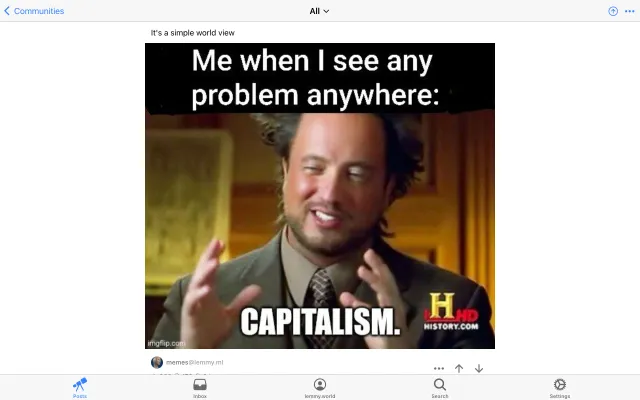 Communities
All
It's a simple world view
Me when I see any
problem anywhere:
CAPITALISM.
H HD
HISTORY.COM
imgflip.com
memes@lemmy.ml
Posts
Inbox
lemmy.world
Search
Settings